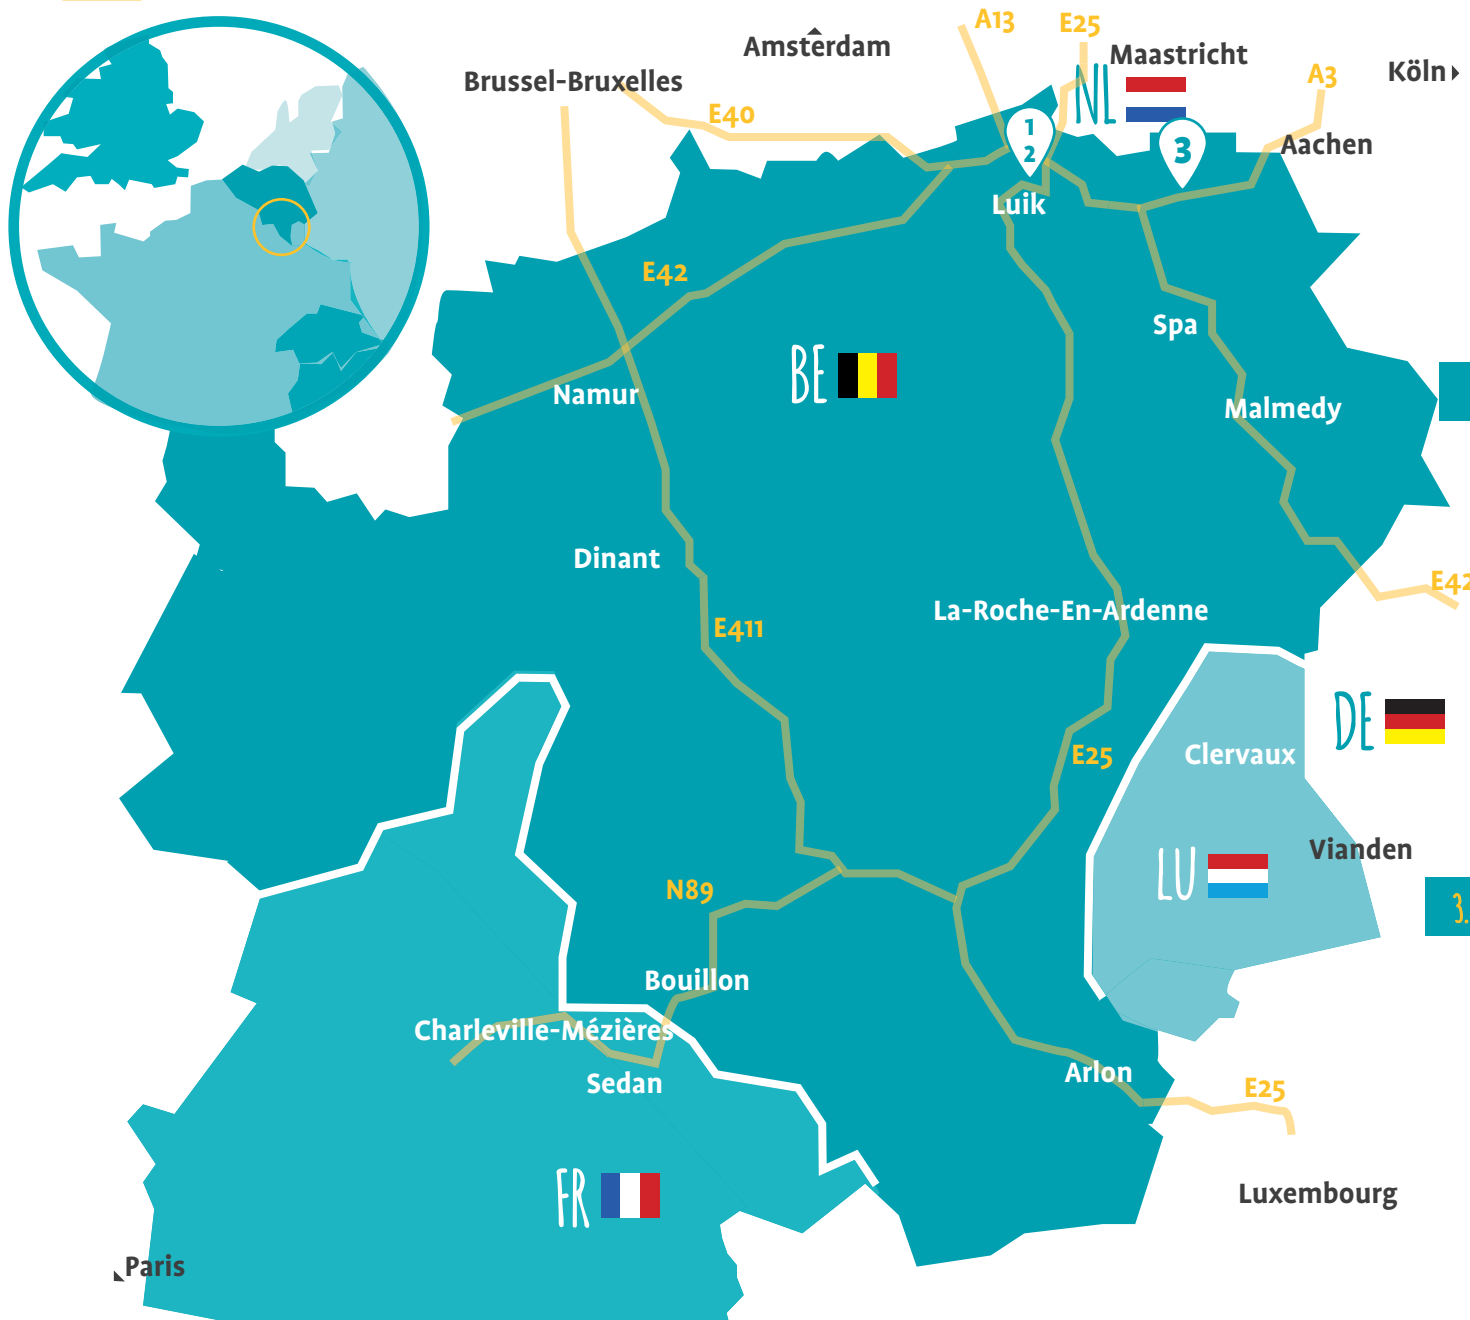 A13
E25
Amsterdam
Maastricht
Köln
Brussel-Bruxelles
A3
NL
E40
1
2
3
Aachen
Luik
E42
Spa
BE
Namur
Malmedy
Dinant
E42
La-Roche-En-Ardenne
E411
DE
E25
Clervaux
Vianden
LU
N89
3.
Bouillon
Charleville-Mézières
Sedan
Arlon
E25
FR
Luxembourg
Paris